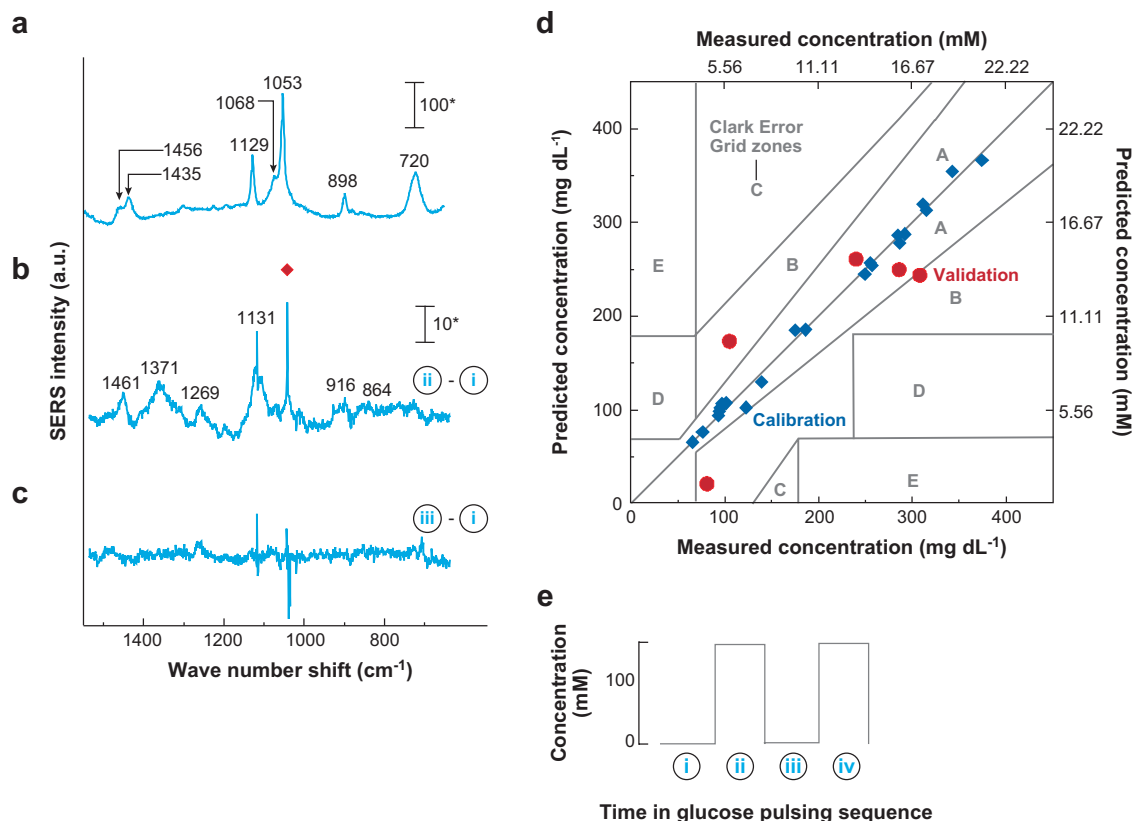 a
1053
1068
100*
1456
1129
720
1435
898
b
1131
10*
1371
1461
1269
916
864
ii - i
c
iii - i
SERS intensity (a.u.)
1400 1200 1000 800
Wave number shift (cm-1)
d
Measured concentration (mM)
5.56 11.11 16.67 22.22
Predicted concentration (mg dL-1)
400
300
200
100
0
Clark Error
Grid zones
C
A
A
B
E
Validation
B
D
D
Calibration
C
E
22.22
16.67
11.11
5.56
Predicted concentration (mM)
0 100 200 300 400
Measured concentration (mg dL-1)
e
Concentration
(mM)
100
0
i ii iii iv
Time in glucose pulsing sequence